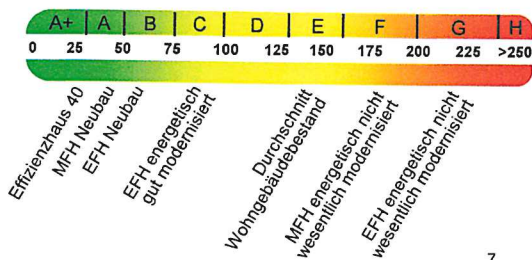 A+ A B C D E F G H
0 25 50 75 100 125 150 175 200 225 >250
Effizienzhaus 40
MFH Neubau
EFH Neubau
EFH energetisch
gut modernisiert
Durchschnitt
Wohngebäudebestand
MFH energetisch nicht
wesentlich modernisiert
EFH energetisch nicht
wesentlich modernisiert
7